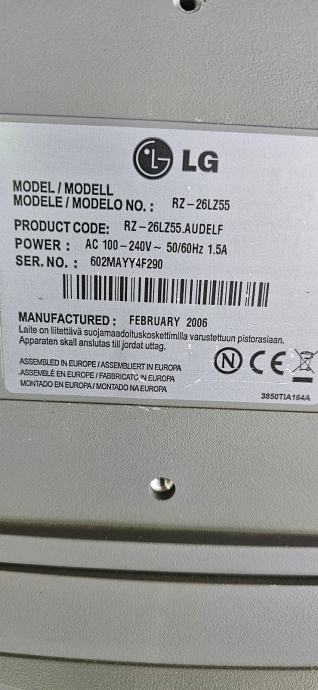 LG
MODEL / MODELL
MODELE / MODELO NO. : RZ-26LZ55
PRODUCT CODE: RZ-26LZ55.AUDELF
POWER : AC 100-240V~ 50/60Hz 1.5A
SER. NO. : 602MAYY4F290
MANUFACTURED : FEBRUARY 2006
Laite on liitettävä suojamaadoituskoskettimilla varustettuun pistorasiaan.
Apparaten skall anslutas till jordat uttag.
ASSEMBLED IN EUROPE / ASSEMBLIERT IN EUROPA
ASSEMBLÉ EN EUROPE / FABBRICATO IN EUROPA
MONTADO EN EUROPA / MONTADO NA EUROPA
N CE
3850TIA164A